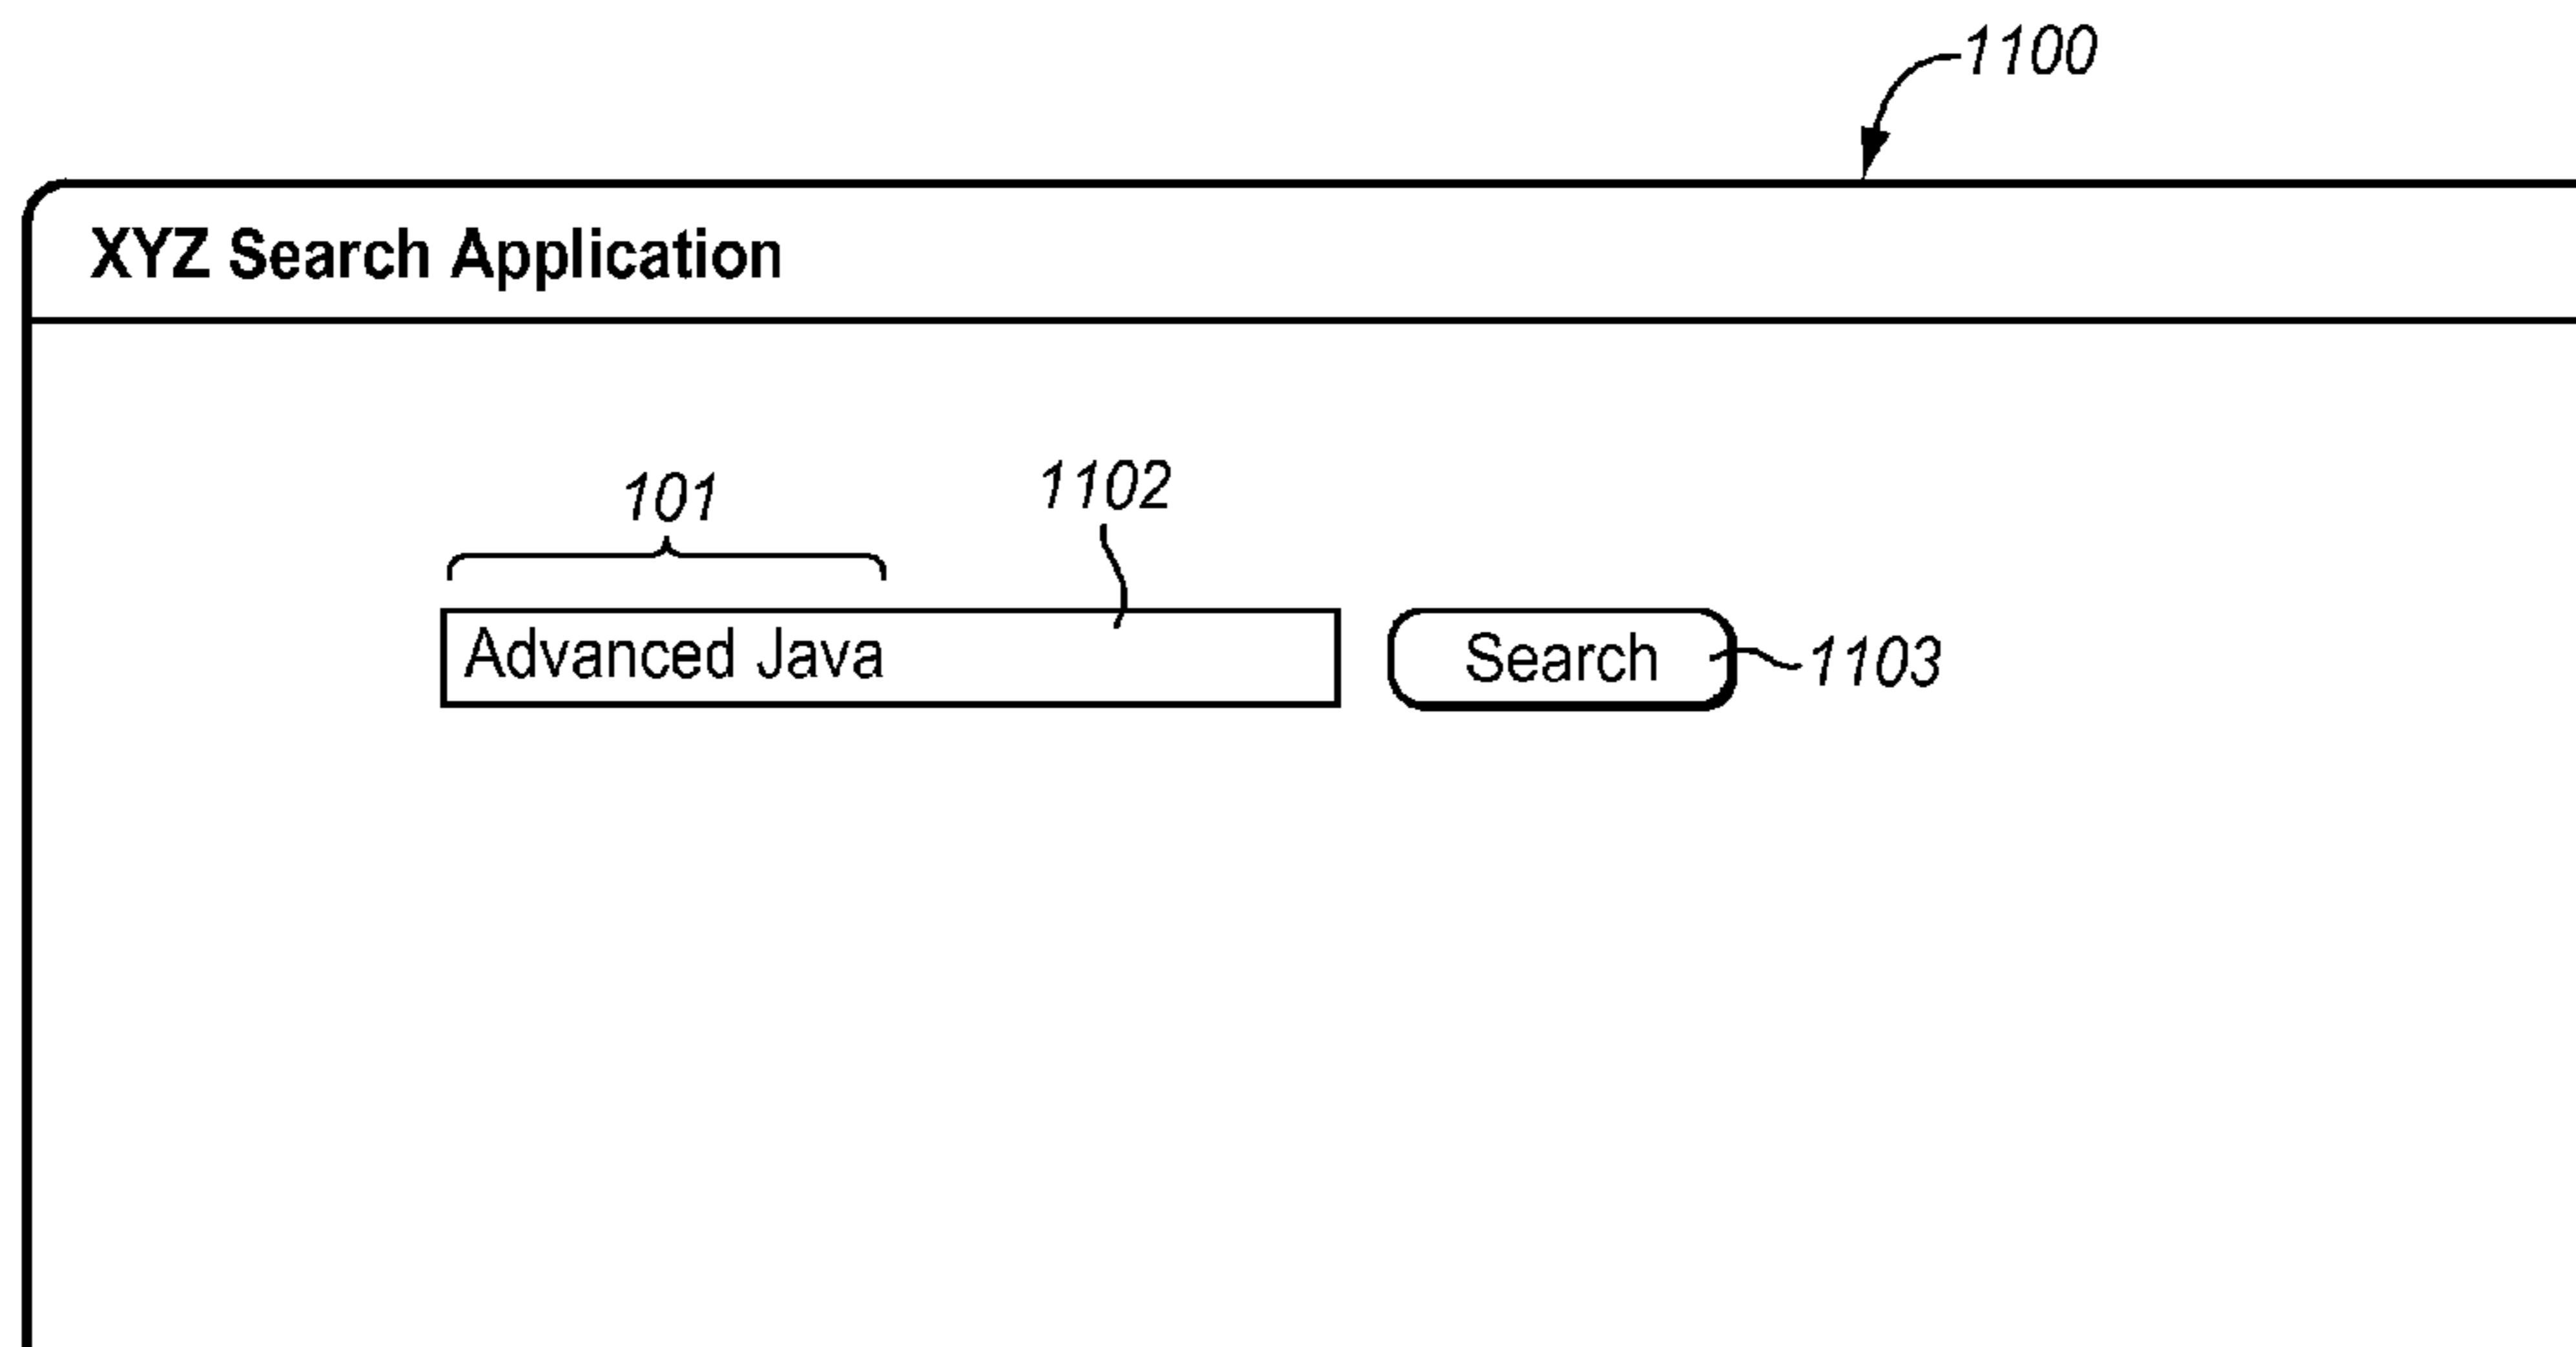 1100
XYZ Search Application
101
1102
Advanced Java
Search
1103